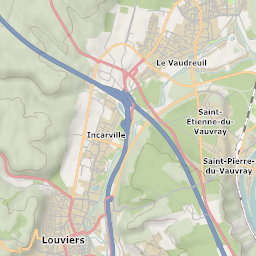 Le Vaudreuil
Saint-
Étienne-du-
Vauvray
Incarville
Saint-Pierre-
du-Vauvray
Louviers